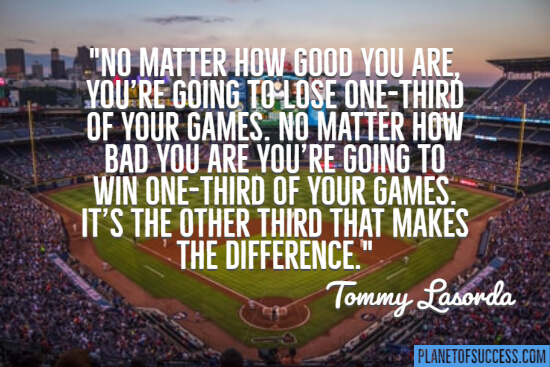 "NO MATTER HOW GOOD YOU ARE,
YOU'RE GOING TO LOSE ONE-THIRD
OF YOUR GAMES. NO MATTER HOW
BAD YOU ARE YOU'RE GOING TO
WIN ONE-THIRD OF YOUR GAMES.
IT'S THE OTHER THIRD THAT MAKES
THE DIFFERENCE."
Tommy Lasorda
PLANETOFSUCCESS.COM